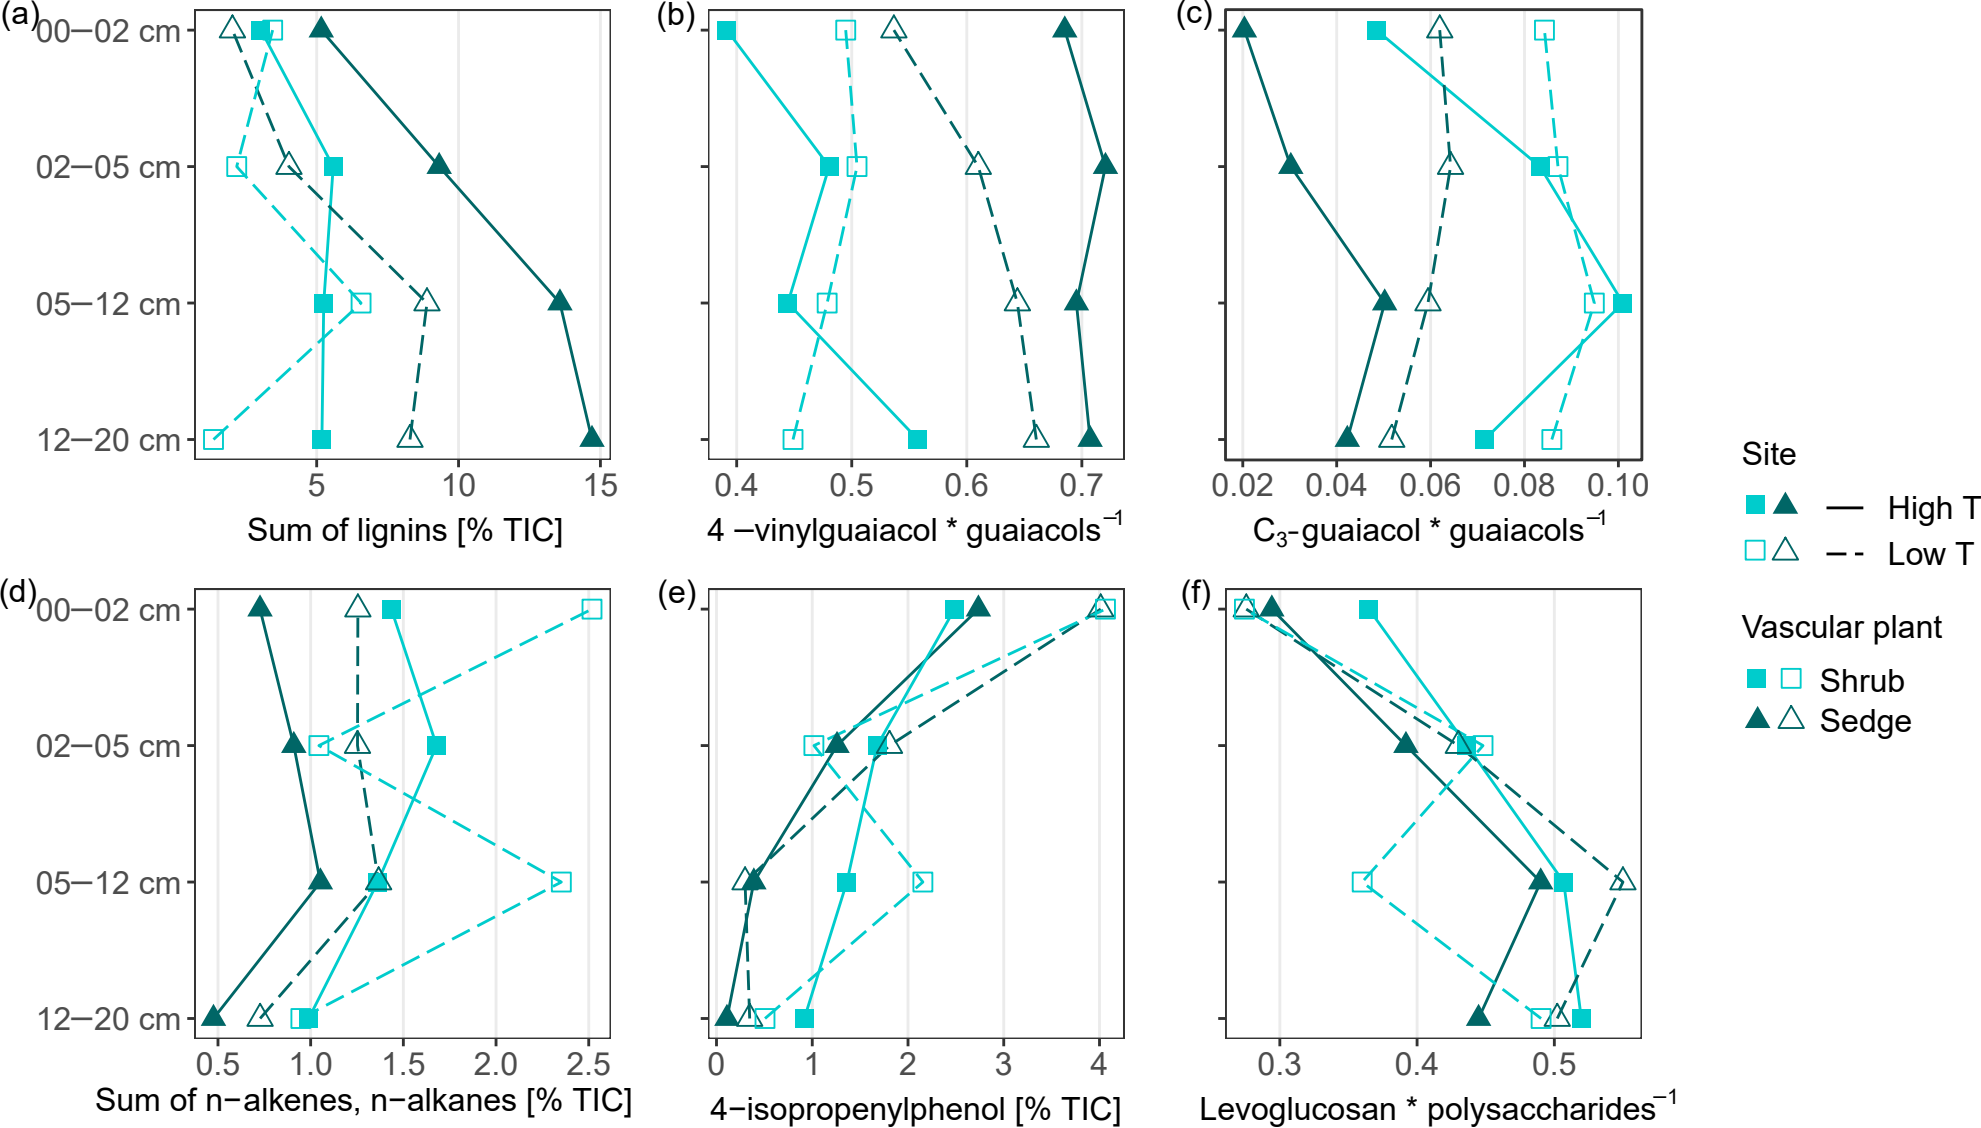 (a)
00−02 cm
02−05 cm
05−12 cm
12−20 cm
5 10 15
Sum of lignins [% TIC]
(b)
0.4 0.5 0.6 0.7
4 −vinylguaiacol * guaiacols−1
(c)
0.02 0.04 0.06 0.08 0.10
C3-guaiacol * guaiacols−1
(d)
00−02 cm
02−05 cm
05−12 cm
12−20 cm
0.5 1.0 1.5 2.0 2.5
Sum of n−alkenes, n−alkanes [% TIC]
(e)
0 1 2 3 4
4−isopropenylphenol [% TIC]
(f)
0.3 0.4 0.5
Levoglucosan * polysaccharides−1
Site
High T
Low T
Vascular plant
Shrub
Sedge